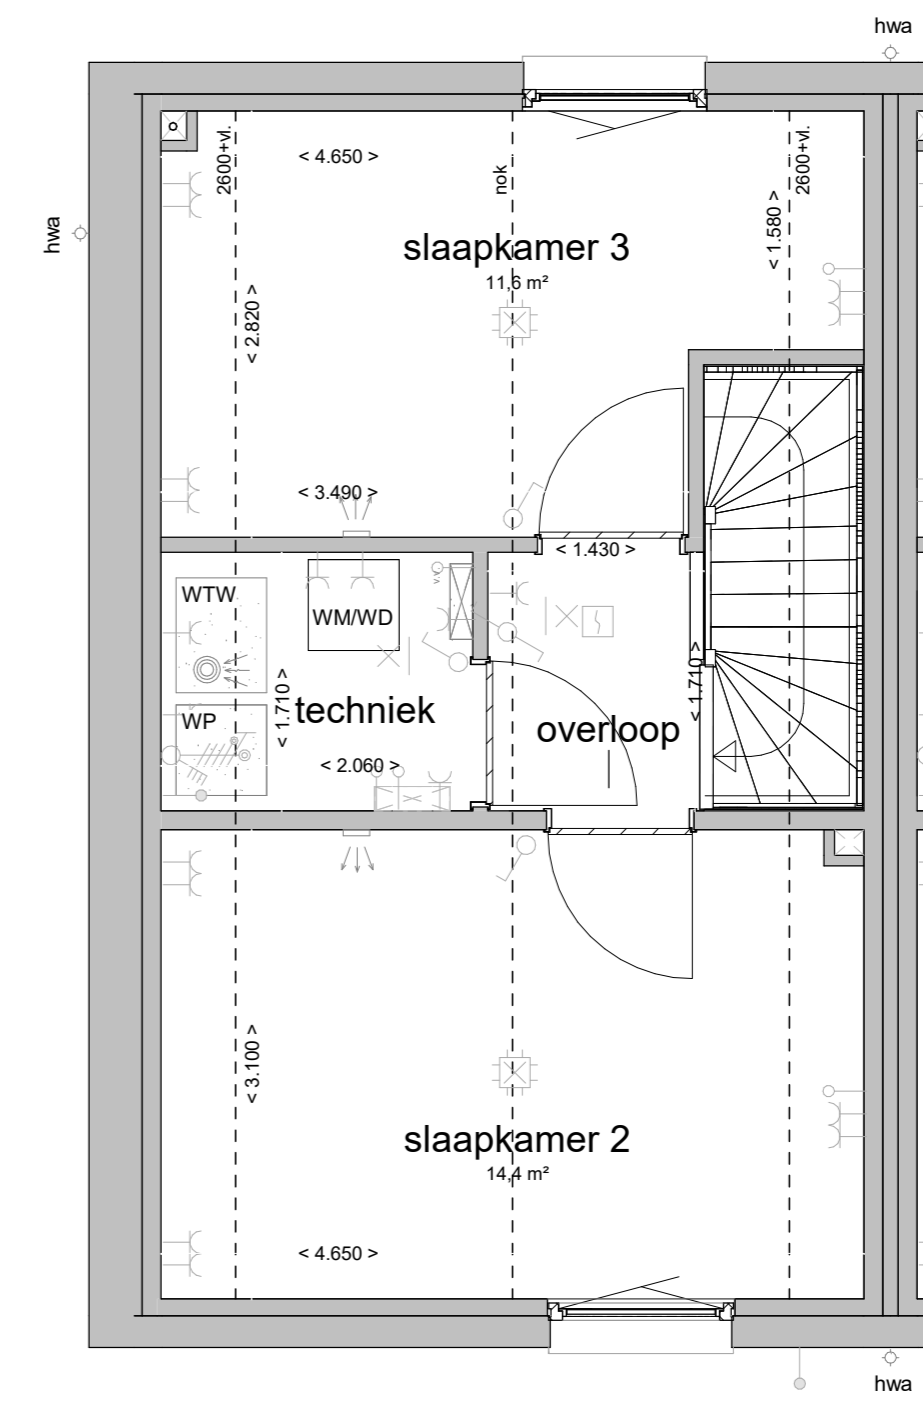 hwa
2600+vl.
< 4.650 >
nok
2600+vl.
< 1.580 >
hwa
slaapkamer 3
11,6 m²
< 2.820 >
< 3.490 >
< 1.430 >
WTW
WM/WD
v.v.
< 1.710 >
techniek
< 1.710 >
WP
overloop
< 2.060 >
< 3.100 >
slaapkamer 2
14,4 m²
< 4.650 >
hwa